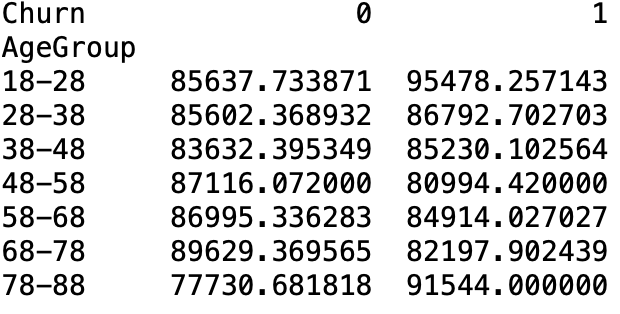 Churn 0 1
AgeGroup
18-28 85637.733871 95478.257143
28-38 85602.368932 86792.702703
38-48 83632.395349 85230.102564
48-58 87116.072000 80994.420000
58-68 86995.336283 84914.027027
68-78 89629.369565 82197.902439
78-88 77730.681818 91544.000000